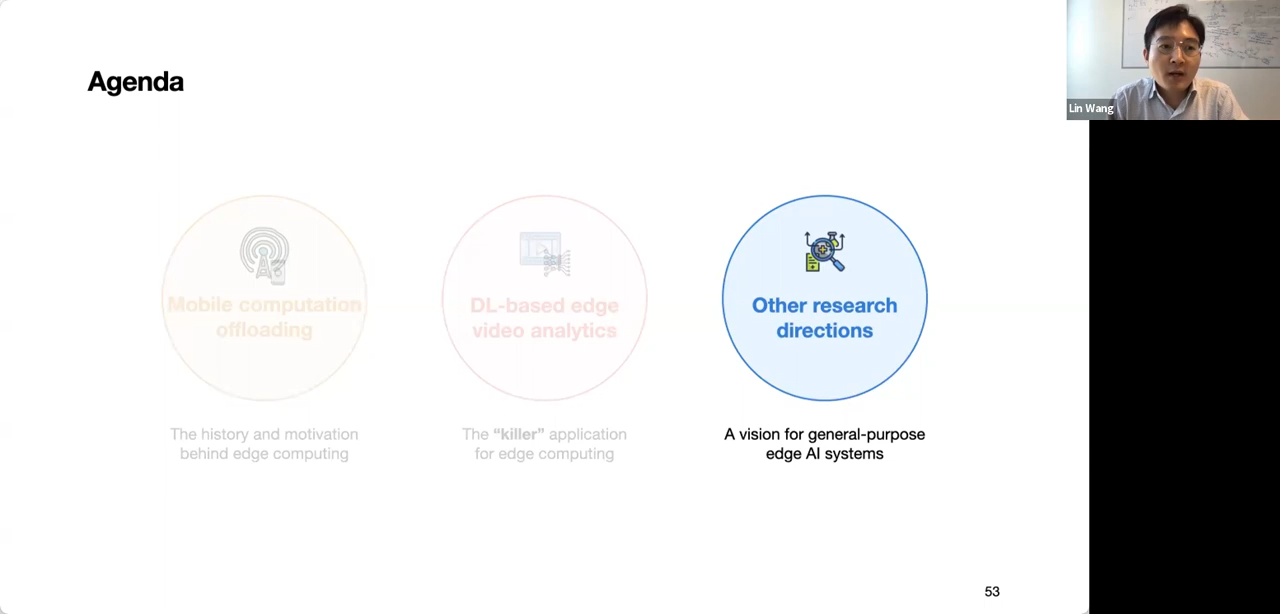 Agenda
Lin Wang
Mobile computation
offloading
The history and motivation
behind edge computing
DL-based edge
video analytics
The “killer” application
for edge computing
Other research
directions
A vision for general-purpose
edge AI systems
53